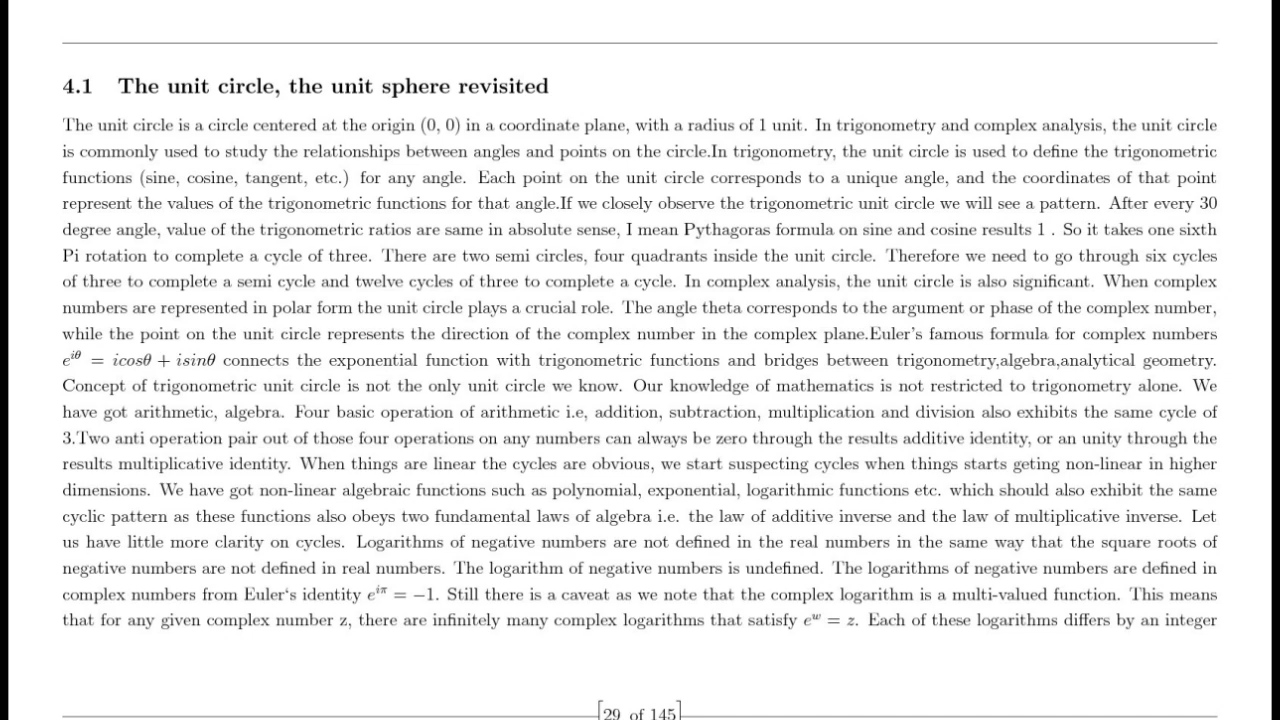 4.1 The unit circle, the unit sphere revisited
The unit circle is a circle centered at the origin (0, 0) in a coordinate plane, with a radius of 1 unit. In trigonometry and complex analysis, the unit circle
is commonly used to study the relationships between angles and points on the circle.In trigonometry, the unit circle is used to define the trigonometric
functions (sine, cosine, tangent, etc.) for any angle. Each point on the unit circle corresponds to a unique angle, and the coordinates of that point
represent the values of the trigonometric functions for that angle.If we closely observe the trigonometric unit circle we will see a pattern. After every 30
degree angle, value of the trigonometric ratios are same in absolute sense, I mean Pythagoras formula on sine and cosine results 1 . So it takes one sixth
Pi rotation to complete a cycle of three. There are two semi circles, four quadrants inside the unit circle. Therefore we need to go through six cycles
of three to complete a semi cycle and twelve cycles of three to complete a cycle. In complex analysis, the unit circle is also significant. When complex
numbers are represented in polar form the unit circle plays a crucial role. The angle theta corresponds to the argument or phase of the complex number,
while the point on the unit circle represents the direction of the complex number in the complex plane.Euler's famous formula for complex numbers
e^{iθ} = icosθ + isinθ connects the exponential function with trigonometric functions and bridges between trigonometry,algebra,analytical geometry.
Concept of trigonometric unit circle is not the only unit circle we know. Our knowledge of mathematics is not restricted to trigonometry alone. We
have got arithmetic, algebra. Four basic operation of arithmetic i.e, addition, subtraction, multiplication and division also exhibits the same cycle of
3.Two anti operation pair out of those four operations on any numbers can always be zero through the results additive identity, or an unity through the
results multiplicative identity. When things are linear the cycles are obvious, we start suspecting cycles when things starts geting non-linear in higher
dimensions. We have got non-linear algebraic functions such as polynomial, exponential, logarithmic functions etc. which should also exhibit the same
cyclic pattern as these functions also obeys two fundamental laws of algebra i.e. the law of additive inverse and the law of multiplicative inverse. Let
us have little more clarity on cycles. Logarithms of negative numbers are not defined in the real numbers in the same way that the square roots of
negative numbers are not defined in real numbers. The logarithm of negative numbers is undefined. The logarithms of negative numbers are defined in
complex numbers from Euler‘s identity e^{iπ} = −1. Still there is a caveat as we note that the complex logarithm is a multi-valued function. This means
that for any given complex number z, there are infinitely many complex logarithms that satisfy e^w = z. Each of these logarithms differs by an integer
[29 of 145]